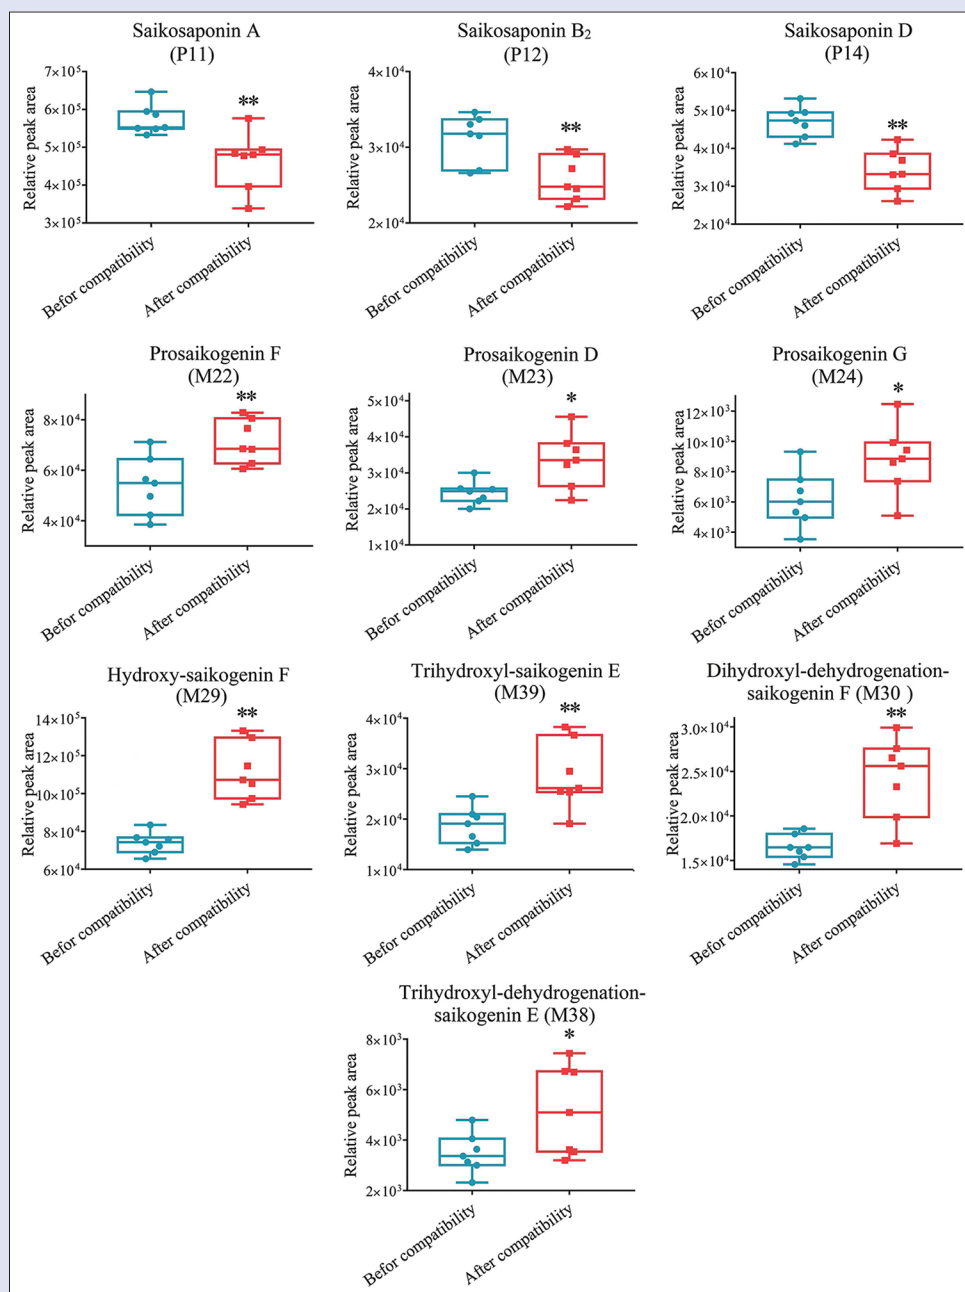 Saikosaponin A
(P11)
**
Relative peak area
7×10⁵
6×10⁵
5×10⁵
4×10⁵
3×10⁵
Befor compatibility
After compatibility
Saikosaponin B₂
(P12)
**
Relative peak area
4×10⁴
3×10⁴
2×10⁴
Befor compatibility
After compatibility
Saikosaponin D
(P14)
**
Relative peak area
6×10⁴
5×10⁴
4×10⁴
3×10⁴
2×10⁴
Befor compatibility
After compatibility
Prosaikogenin F
(M22)
**
Relative peak area
8×10⁴
6×10⁴
4×10⁴
Befor compatibility
After compatibility
Prosaikogenin D
(M23)
*
Relative peak area
5×10⁴
4×10⁴
3×10⁴
2×10⁴
1×10⁴
Befor compatibility
After compatibility
Prosaikogenin G
(M24)
*
Relative peak area
12×10³
10×10³
8×10³
6×10³
4×10³
Befor compatibility
After compatibility
Hydroxy-saikogenin F
(M29)
**
Relative peak area
14×10⁵
12×10⁵
10×10⁵
8×10⁴
6×10⁴
Befor compatibility
After compatibility
Trihydroxyl-saikogenin E
(M39)
**
Relative peak area
4×10⁴
3×10⁴
2×10⁴
1×10⁴
Befor compatibility
After compatibility
Dihydroxyl-dehydrogenation-
saikogenin F (M30 )
**
Relative peak area
3.0×10⁴
2.5×10⁴
2.0×10⁴
1.5×10⁴
Befor compatibility
After compatibility
Trihydroxyl-dehydrogenation-
saikogenin E (M38)
*
Relative peak area
8×10³
6×10³
4×10³
2×10³
Befor compatibility
After compatibility